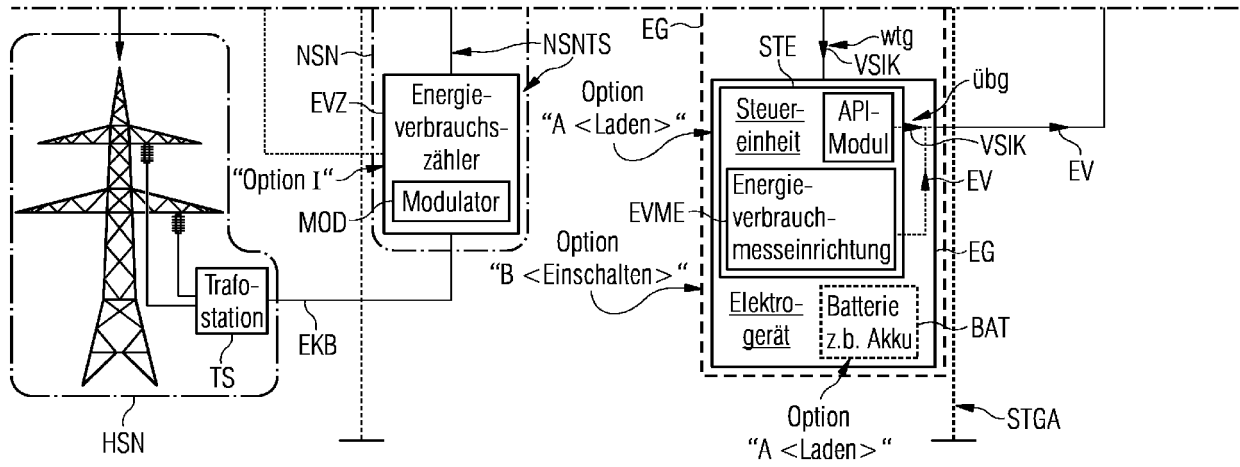 NSN
NSNTS
EVZ
Energie-
verbrauchs-
zähler
"Option I"
MOD
Modulator
Trafo-
station
TS
EKB
HSN
EG
STE
wtg
VSIK
Option
"A <Laden>"
Steuer-
einheit
API-
Modul
übg
VSIK
EV
EV
EVME
Energie-
verbrauch-
messeinrichtung
Option
"B <Einschalten>"
EG
Elektro-
gerät
Batterie
z.b. Akku
BAT
Option
"A <Laden>"
STGA